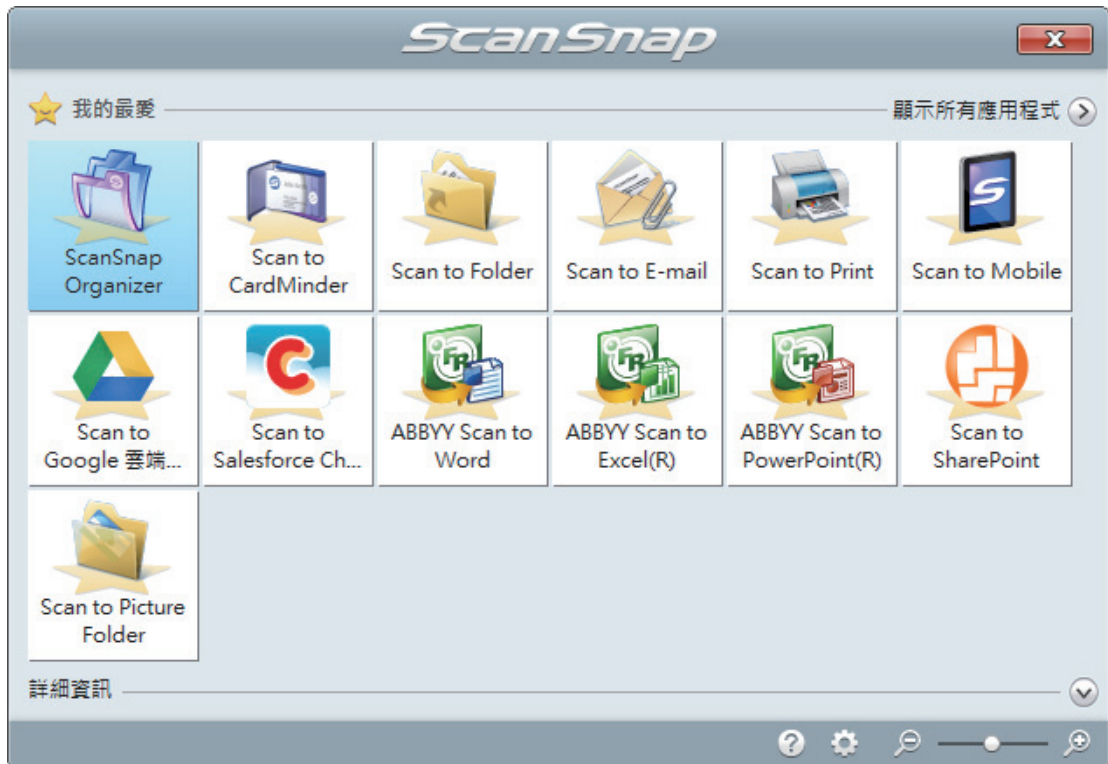 ScanSnap
我的最愛
顯示所有應用程式
ScanSnap
Organizer
Scan to
CardMinder
Scan to Folder
Scan to E-mail
Scan to Print
Scan to Mobile
Scan to
Google 雲端...
Scan to
Salesforce Ch...
ABBYY Scan to
Word
ABBYY Scan to
Excel(R)
ABBYY Scan to
PowerPoint(R)
Scan to
SharePoint
Scan to Picture
Folder
詳細資訊